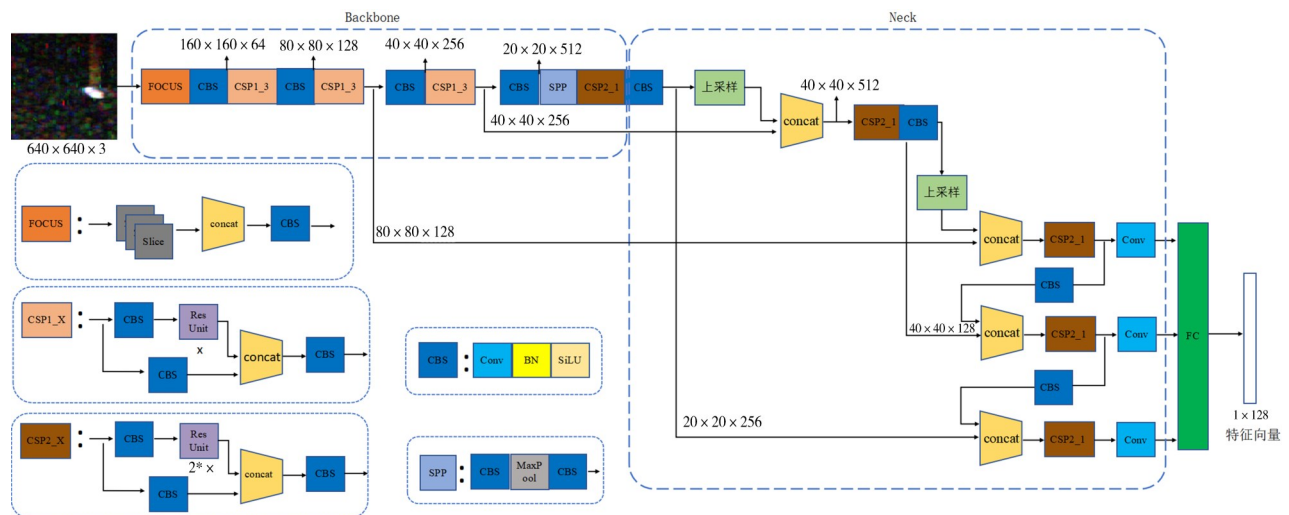 Backbone
Neck
160×160×64
80×80×128
40×40×256
20×20×512
FOCUS
CBS
CSP1_3
CBS
CSP1_3
CBS
CSP1_3
CBS
SPP
CSP2_1
CBS
上采样
40×40×512
concat
CSP2_1
CBS
40×40×256
640×640×3
上采样
FOCUS
:
Slice
concat
CBS
80×80×128
concat
CSP2_1
Conv
CBS
CSP1_X
:
CBS
Res
Unit
x
CBS
concat
CBS
CBS
:
Conv
BN
SiLU
40×40×128
concat
CSP2_1
Conv
FC
CBS
1×128
特征向量
CSP2_X
:
CBS
Res
Unit
2* ×
CBS
concat
CBS
SPP
:
CBS
MaxP
ool
CBS
20×20×256
concat
CSP2_1
Conv